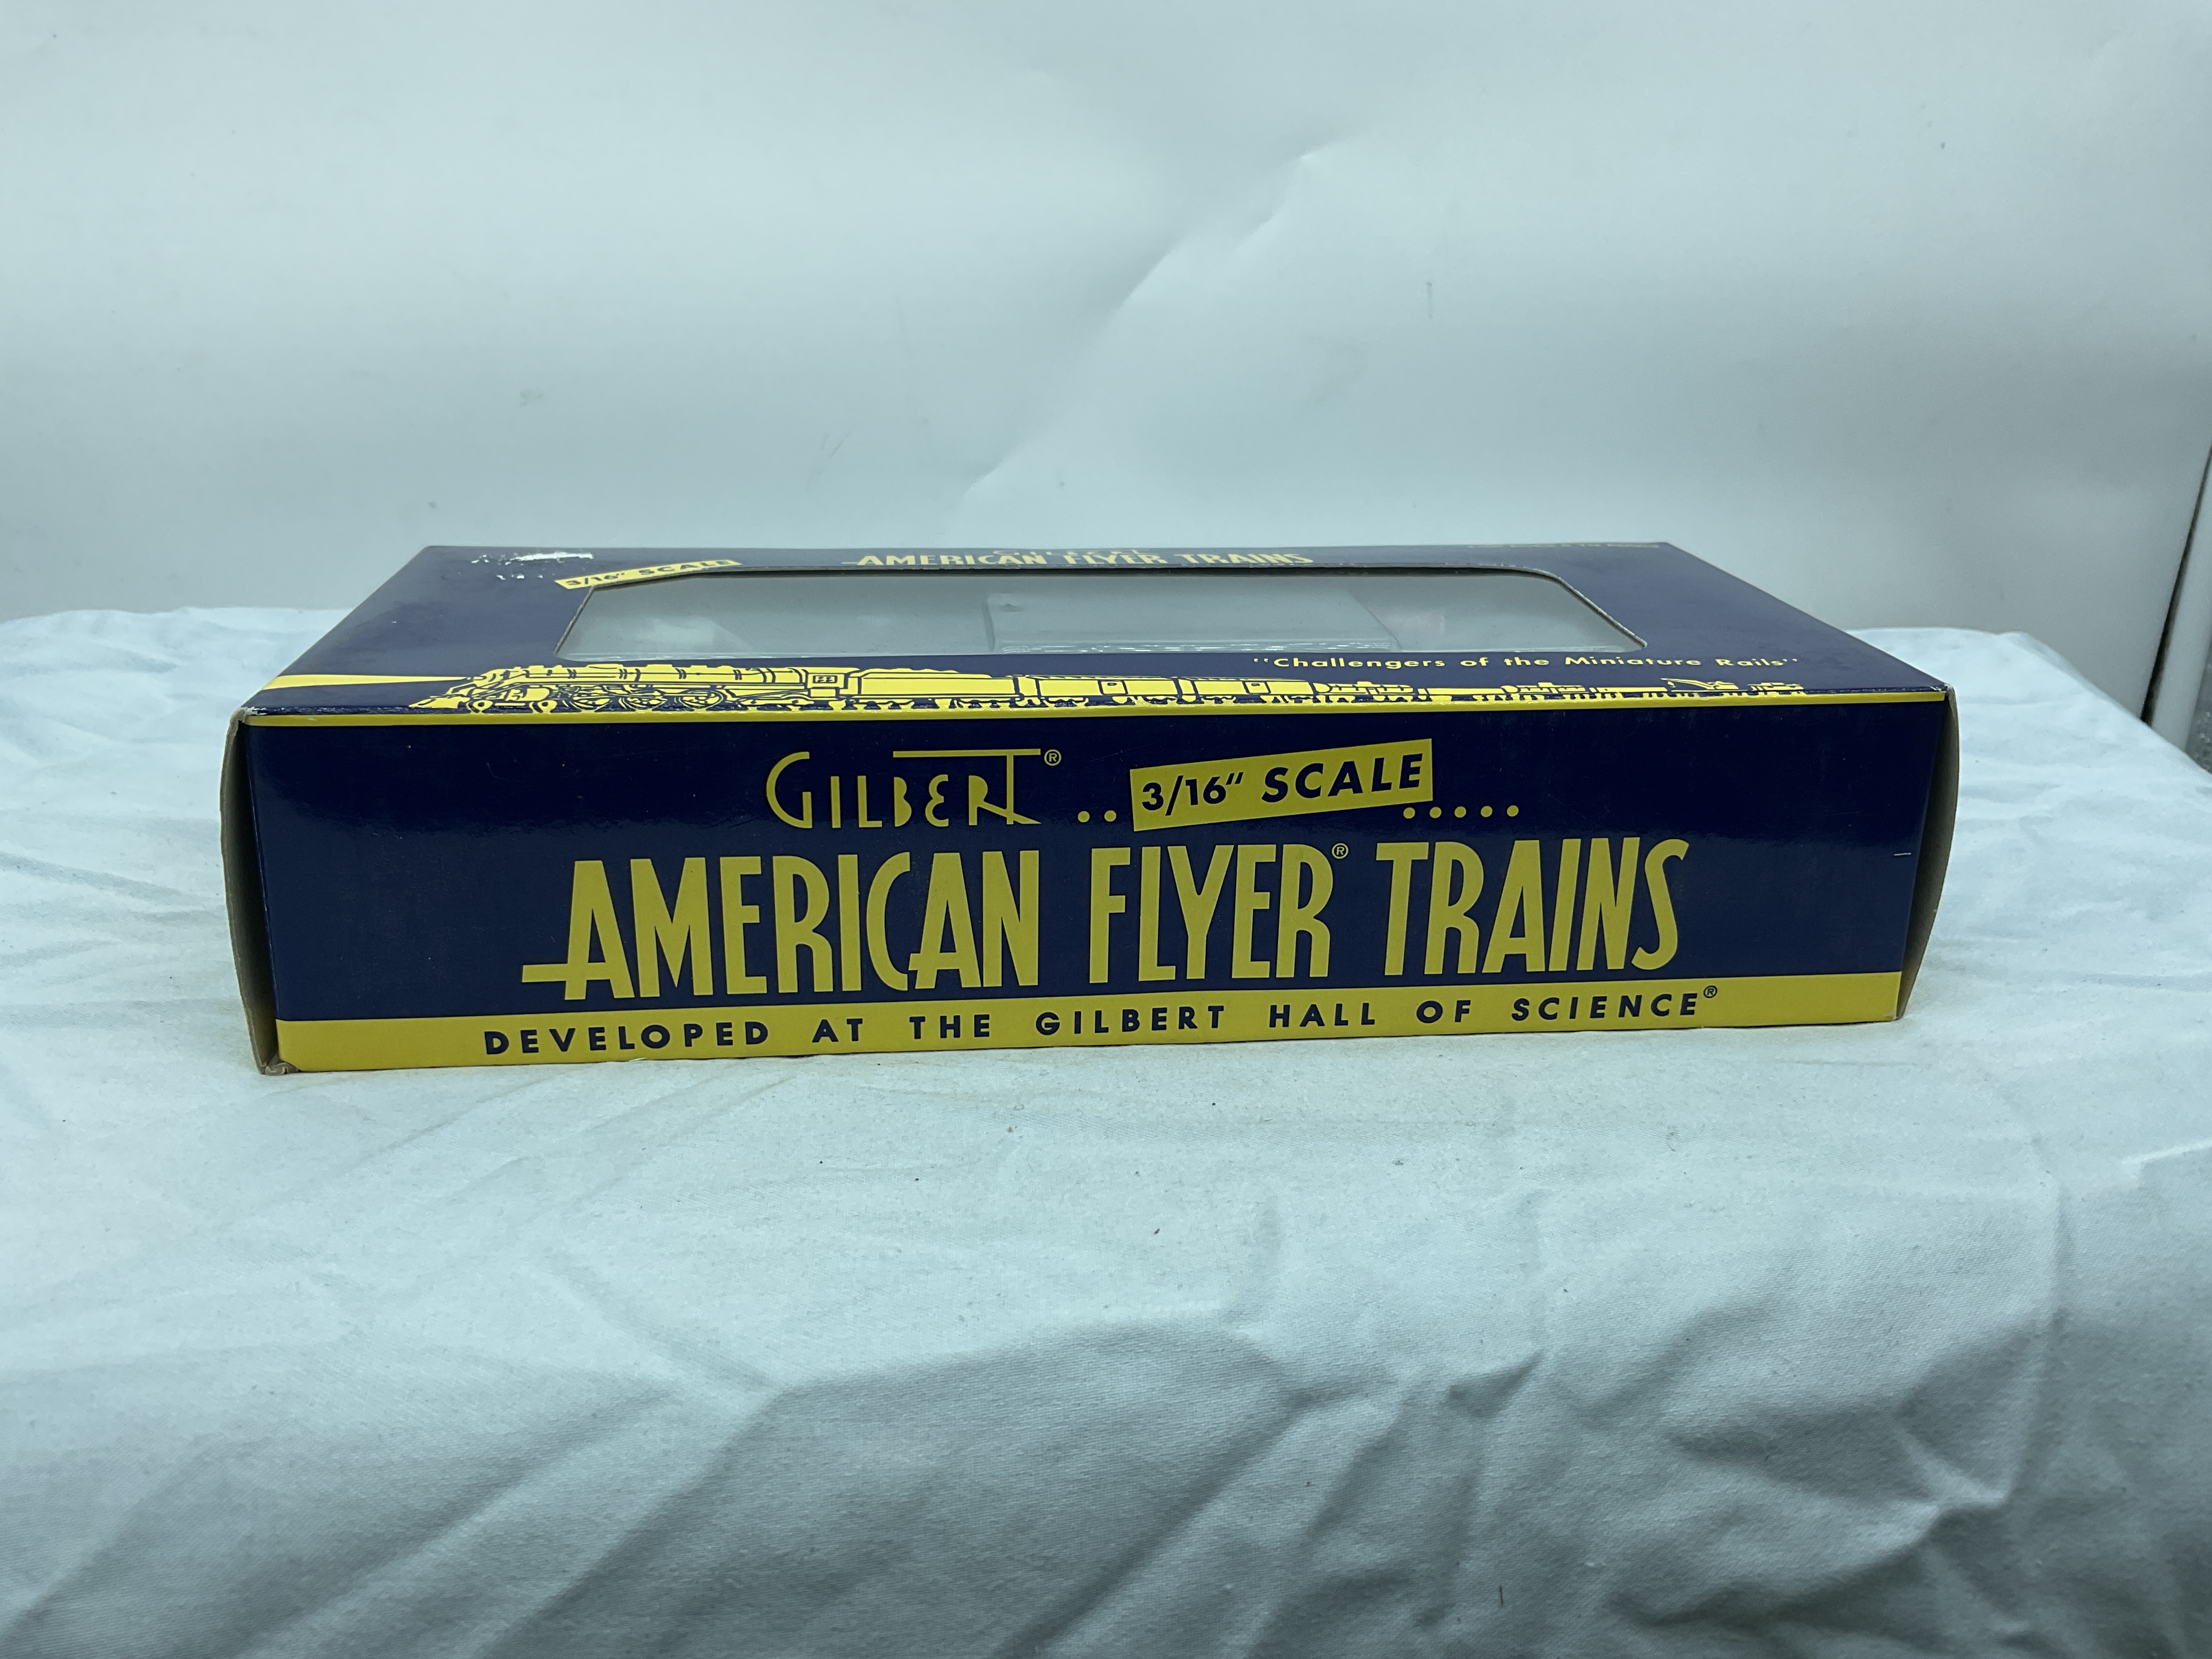 GILBERT
AMERICAN FLYER TRAINS
3/16" SCALE
"Challengers of the Miniature Rails"
GILBERT® .. 3/16" SCALE .....
AMERICAN FLYER® TRAINS
DEVELOPED AT THE GILBERT HALL OF SCIENCE®